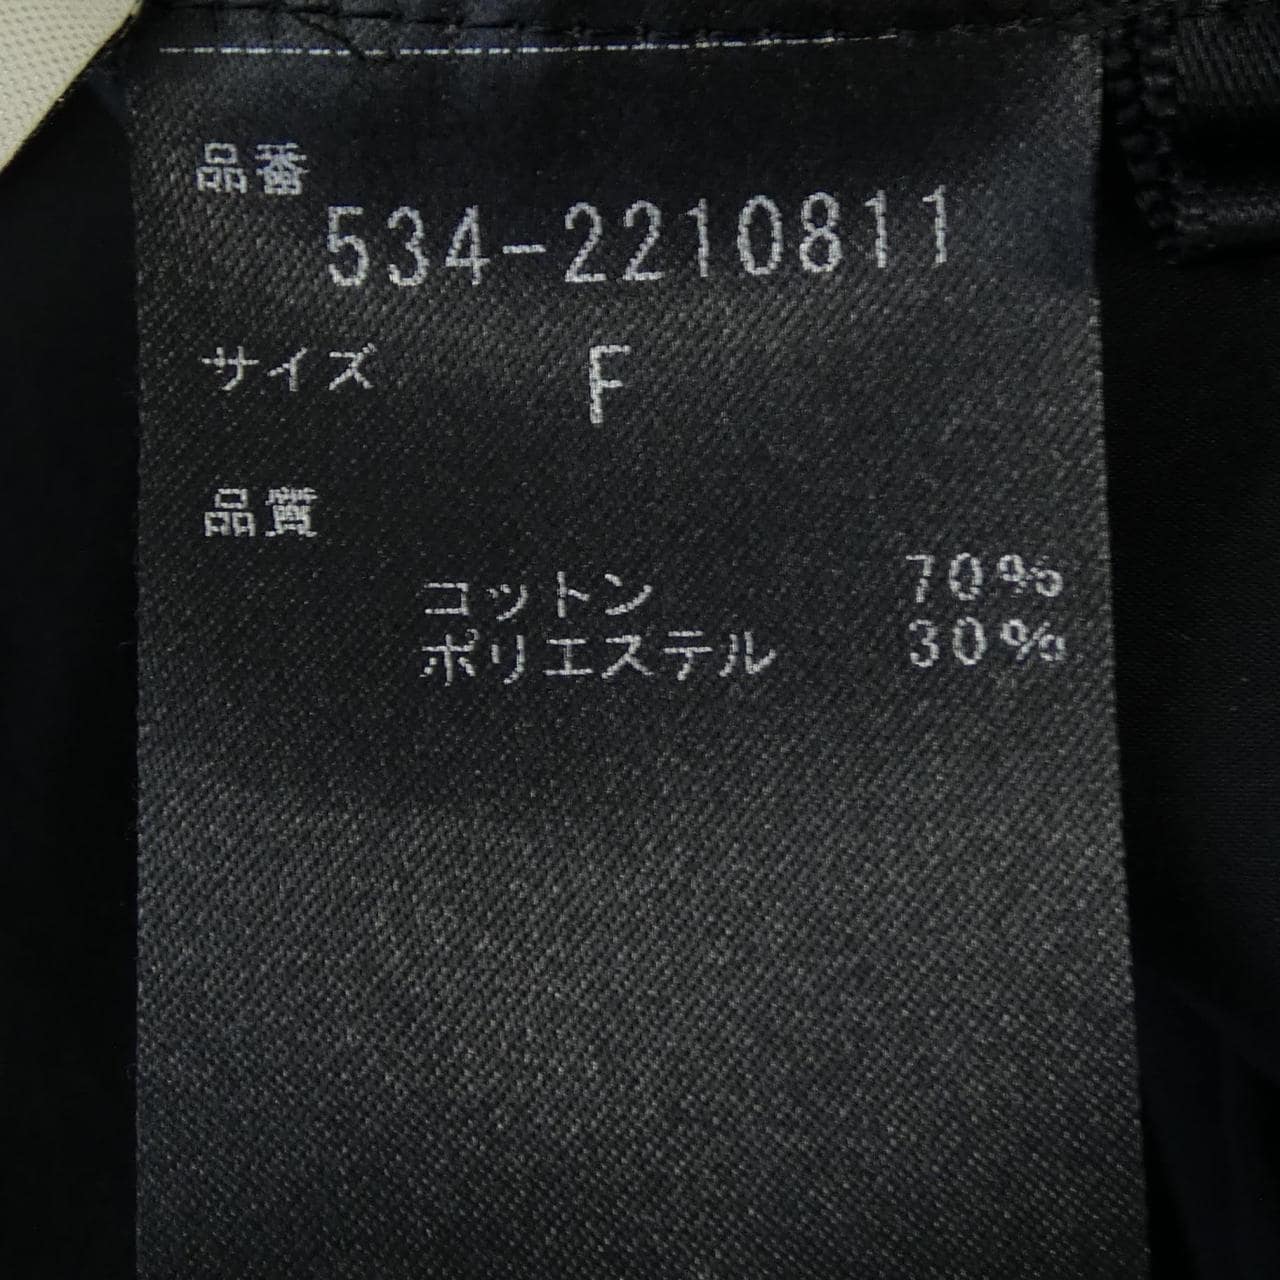 品番
534-2210811
サイズ F
品質
コットン 70%
ポリエステル 30%